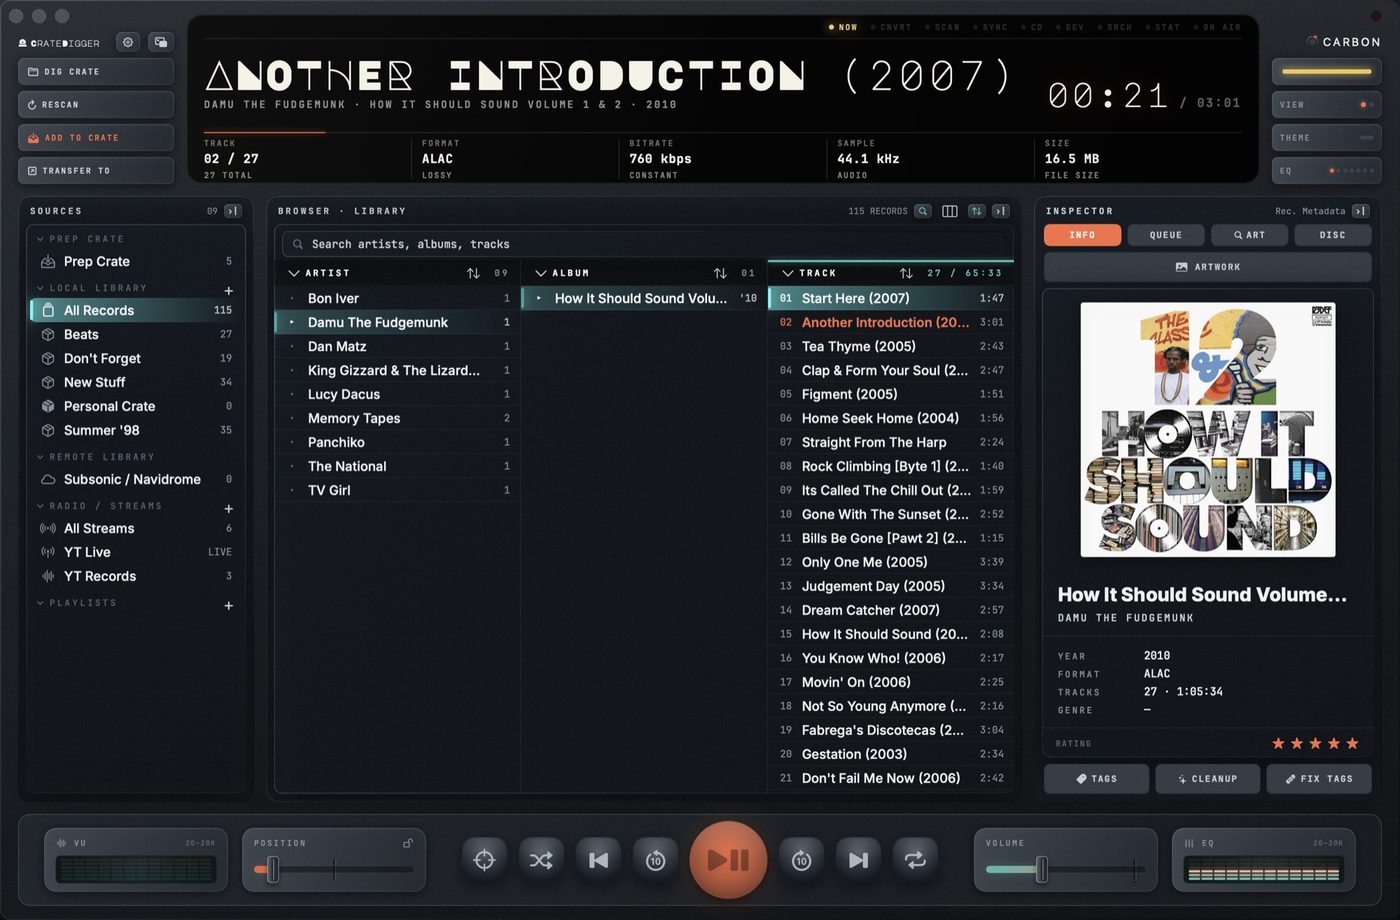 CRATEDIGGER
DIG CRATE
RESCAN
ADD TO CRATE
TRANSFER TO
NOW CNVRT SCAN SYNC CD DEV SRCH STAT ON AIR
ANOTHER INTRODUCTION (2007)
DAMU THE FUDGEMUNK · HOW IT SHOULD SOUND VOLUME 1 & 2 · 2010
00:21 / 03:01
TRACK
02 / 27
27 TOTAL
FORMAT
ALAC
LOSSY
BITRATE
760 kbps
CONSTANT
SAMPLE
44.1 kHz
AUDIO
SIZE
16.5 MB
FILE SIZE
CARBON
VIEW
THEME
EQ
SOURCES 09
PREP CRATE
Prep Crate 5
LOCAL LIBRARY +
All Records 115
Beats 27
Don't Forget 19
New Stuff 34
Personal Crate 0
Summer '98 35
REMOTE LIBRARY
Subsonic / Navidrome 0
RADIO / STREAMS +
All Streams 6
YT Live LIVE
YT Records 3
PLAYLISTS +
BROWSER · LIBRARY 115 RECORDS
Search artists, albums, tracks
ARTIST 09
Bon Iver 1
Damu The Fudgemunk 1
Dan Matz 1
King Gizzard & The Lizard... 1
Lucy Dacus 1
Memory Tapes 2
Panchiko 1
The National 1
TV Girl 1
ALBUM 01
How It Should Sound Volu... '10
TRACK 27 / 65:33
01 Start Here (2007) 1:47
02 Another Introduction (20... 3:01
03 Tea Thyme (2005) 2:43
04 Clap & Form Your Soul (2... 2:47
05 Figment (2005) 1:51
06 Home Seek Home (2004) 1:56
07 Straight From The Harp 2:24
08 Rock Climbing [Byte 1] (2... 1:40
09 Its Called The Chill Out (2... 1:59
10 Gone With The Sunset (2... 2:52
11 Bills Be Gone [Pawt 2] (2... 1:15
12 Only One Me (2005) 3:39
13 Judgement Day (2005) 3:34
14 Dream Catcher (2007) 2:57
15 How It Should Sound (20... 2:08
16 You Know Who! (2006) 2:17
17 Movin' On (2006) 2:25
18 Not So Young Anymore (... 2:16
19 Fabrega's Discotecas (2... 3:04
20 Gestation (2003) 2:34
21 Don't Fail Me Now (2006) 2:42
INSPECTOR Rec. Metadata
INFO QUEUE ART DISC
ARTWORK
1 & 2
HOW IT
SHOULD
SOUND
How It Should Sound Volume...
DAMU THE FUDGEMUNK
YEAR 2010
FORMAT ALAC
TRACKS 27 · 1:05:34
GENRE —
RATING
TAGS CLEANUP FIX TAGS
VU 20-20K
POSITION
10
10
VOLUME
EQ 20-20K